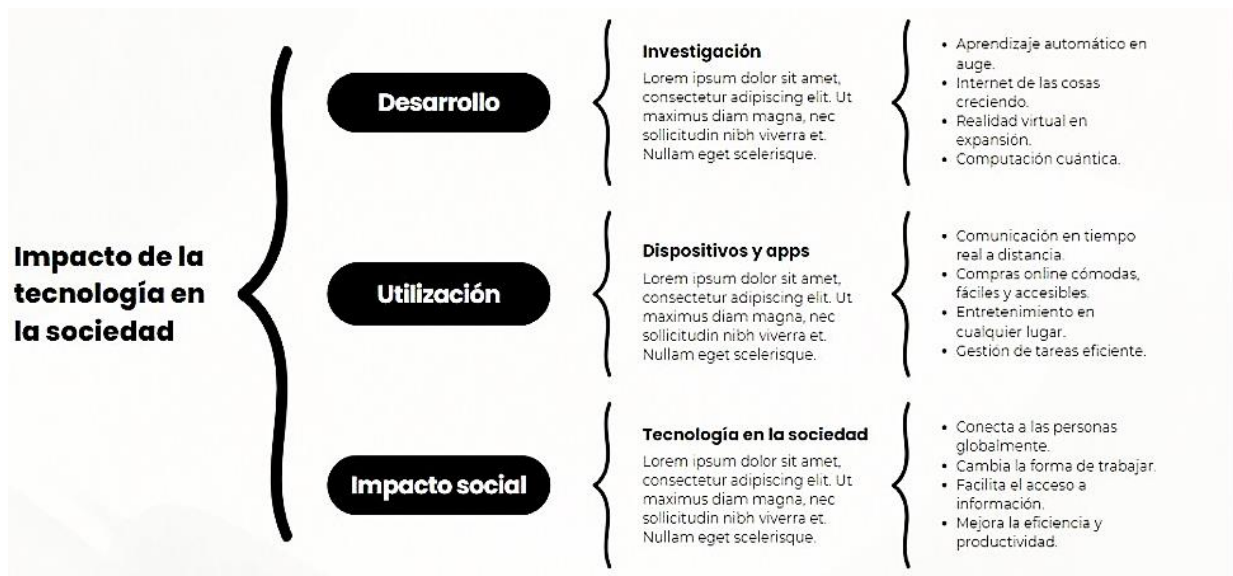 Impacto de la
tecnología en
la sociedad
Desarrollo
Investigación
Lorem ipsum dolor sit amet,
consectetur adipiscing elit. Ut
maximus diam magna, nec
sollicitudin nibh viverra et.
Nullam eget scelerisque.
• Aprendizaje automático en
auge.
• Internet de las cosas
creciendo.
• Realidad virtual en
expansión.
• Computación cuántica.
Utilización
Dispositivos y apps
Lorem ipsum dolor sit amet,
consectetur adipiscing elit. Ut
maximus diam magna, nec
sollicitudin nibh viverra et.
Nullam eget scelerisque.
• Comunicación en tiempo
real a distancia.
• Compras online cómodas,
fáciles y accesibles.
• Entretenimiento en
cualquier lugar.
• Gestión de tareas eficiente.
Impacto social
Tecnología en la sociedad
Lorem ipsum dolor sit amet,
consectetur adipiscing elit. Ut
maximus diam magna, nec
sollicitudin nibh viverra et.
Nullam eget scelerisque.
• Conecta a las personas
globalmente.
• Cambia la forma de trabajar.
• Facilita el acceso a
información.
• Mejora la eficiencia y
productividad.